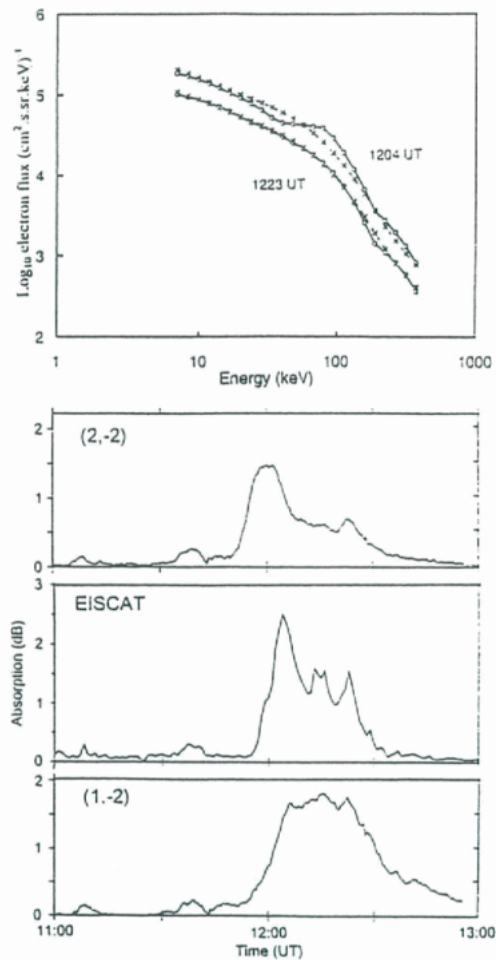 6
5
4
3
2
Log₁₀ electron flux (cm².s.sr.keV)⁻¹
1204 UT
1223 UT
1 10 100 1000
Energy (keV)
(2,-2)
2
1
0
EISCAT
3
2
1
0
Absorption (dB)
(1.-2)
2
1
0
11:00 12:00 13:00
Time (UT)